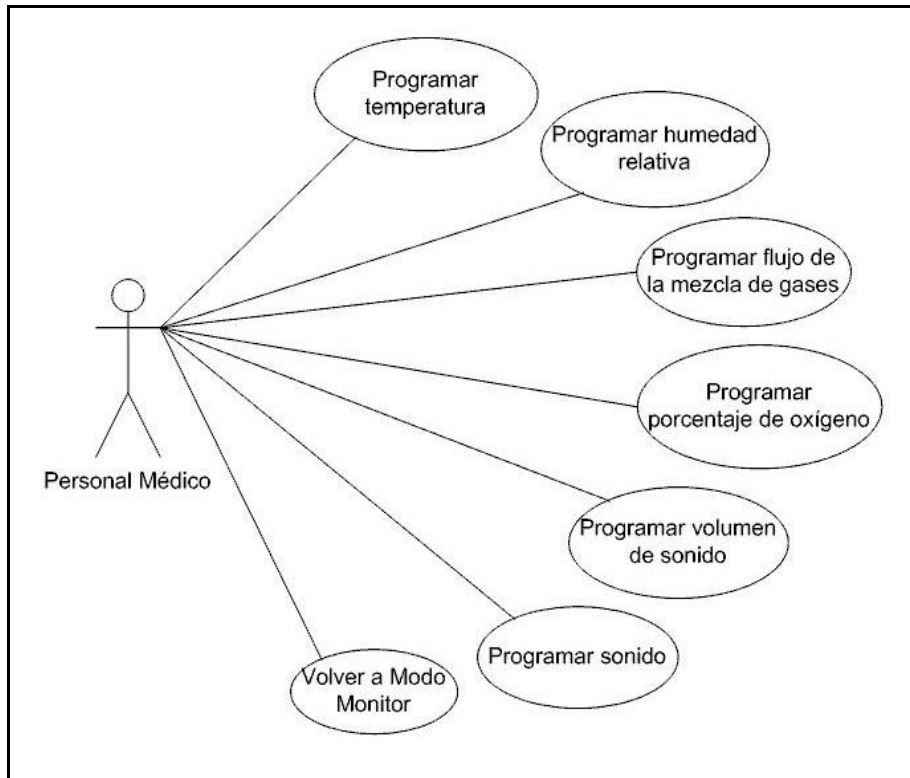 Programar
temperatura
Programar humedad
relativa
Programar flujo de
la mezcla de gases
Programar
porcentaje de oxígeno
Personal Médico
Programar volumen
de sonido
Programar sonido
Volver a Modo
Monitor